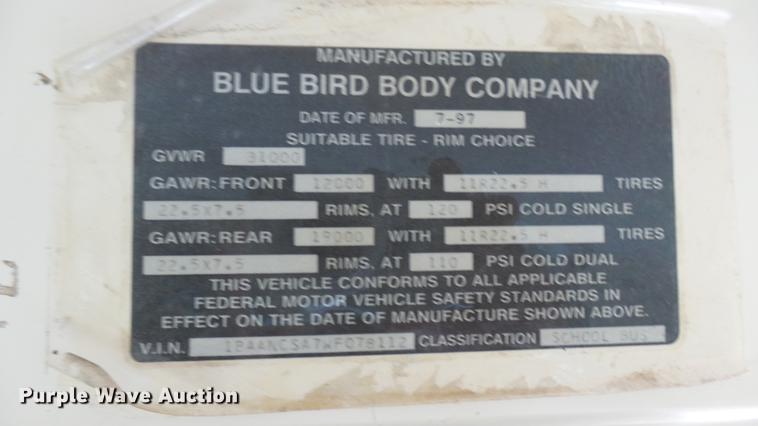 MANUFACTURED BY
BLUE BIRD BODY COMPANY
DATE OF MFR. 7-97
SUITABLE TIRE - RIM CHOICE
GVWR 31000
GAWR: FRONT 12000 WITH 11R22.5 H TIRES
22.5X7.5 RIMS, AT 120 PSI COLD SINGLE
GAWR: REAR 19000 WITH 11R22.5 H TIRES
22.5X7.5 RIMS, AT 110 PSI COLD DUAL
THIS VEHICLE CONFORMS TO ALL APPLICABLE
FEDERAL MOTOR VEHICLE SAFETY STANDARDS IN
EFFECT ON THE DATE OF MANUFACTURE SHOWN ABOVE.
V.I.N. 1BAANCSA7WF078112 CLASSIFICATION SCHOOL BUS
Purple Wave Auction